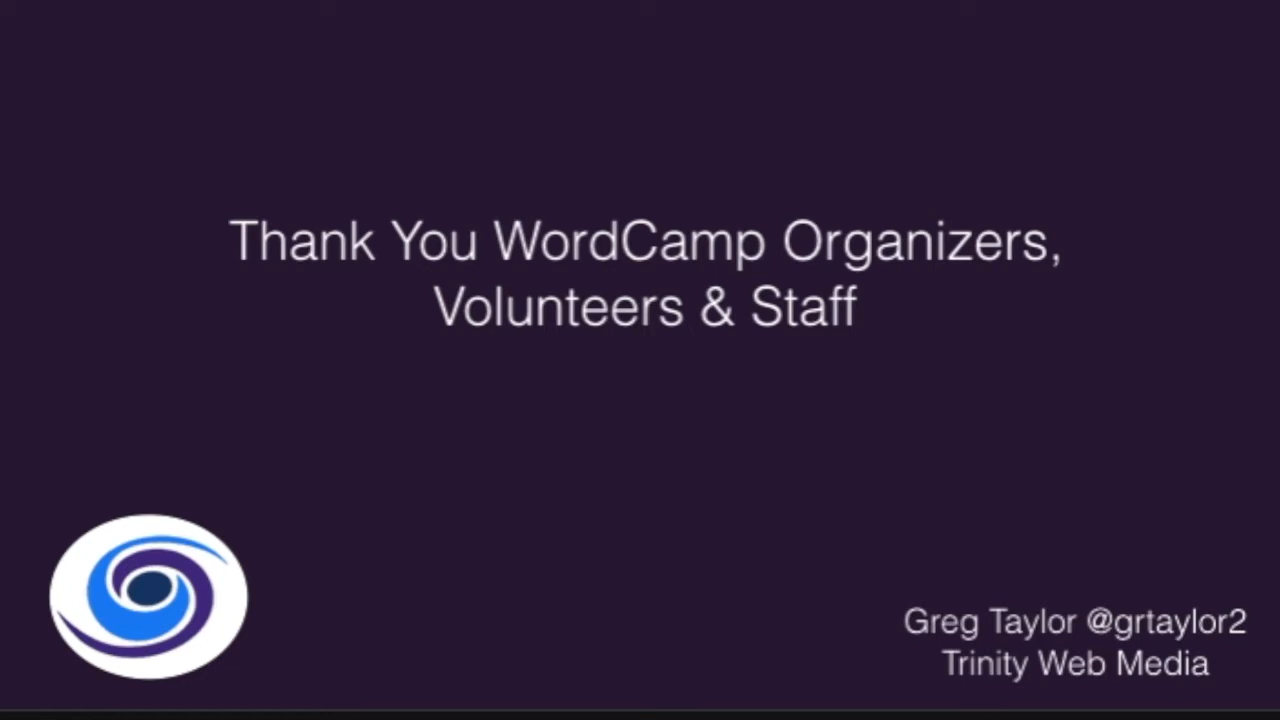 Thank You WordCamp Organizers,
Volunteers & Staff
Greg Taylor @grtaylor2
Trinity Web Media